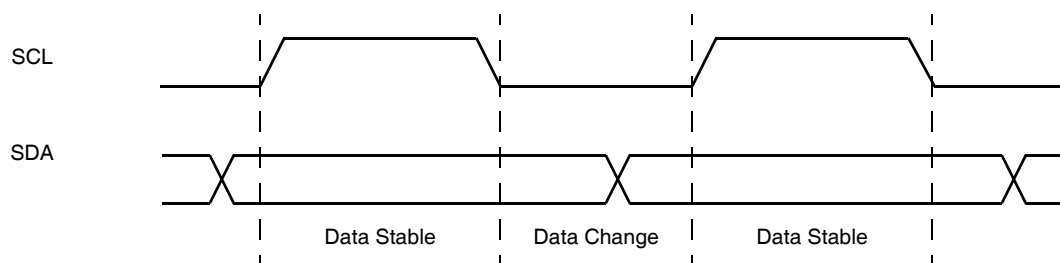 SCL
SDA
Data Stable
Data Change
Data Stable